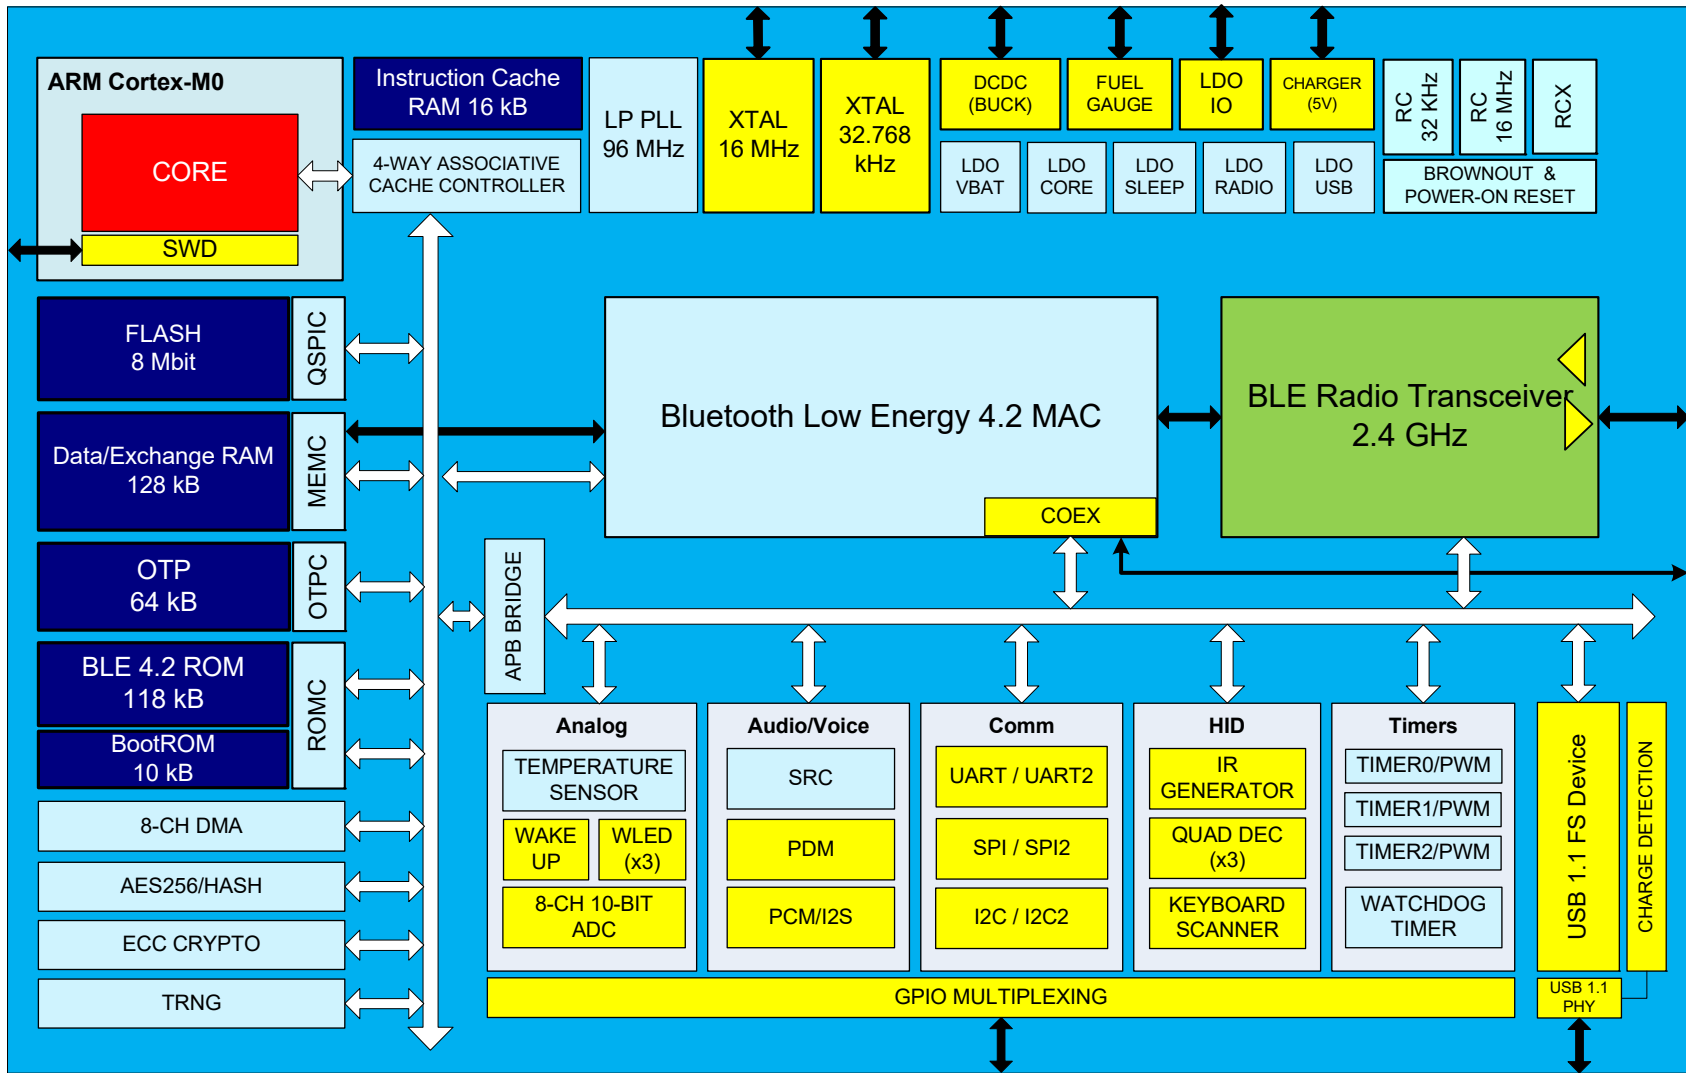 ARM Cortex-M0
CORE
SWD
Instruction Cache
RAM 16 kB
4-WAY ASSOCIATIVE
CACHE CONTROLLER
LP PLL
96 MHz
XTAL
16 MHz
XTAL
32.768
kHz
DCDC
(BUCK)
FUEL
GAUGE
LDO
IO
CHARGER
(5V)
LDO
VBAT
LDO
CORE
LDO
SLEEP
LDO
RADIO
LDO
USB
RC
32 KHz
RC
16 MHz
RCX
BROWNOUT &
POWER-ON RESET
FLASH
8 Mbit
QSPIC
Data/Exchange RAM
128 kB
MEMC
OTP
64 kB
OTPC
BLE 4.2 ROM
118 kB
BootROM
10 kB
ROMC
8-CH DMA
AES256/HASH
ECC CRYPTO
TRNG
Bluetooth Low Energy 4.2 MAC
COEX
BLE Radio Transceiver
2.4 GHz
APB BRIDGE
Analog
TEMPERATURE
SENSOR
WAKE
UP
WLED
(x3)
8-CH 10-BIT
ADC
Audio/Voice
SRC
PDM
PCM/I2S
Comm
UART / UART2
SPI / SPI2
I2C / I2C2
HID
IR
GENERATOR
QUAD DEC
(x3)
KEYBOARD
SCANNER
Timers
TIMER0/PWM
TIMER1/PWM
TIMER2/PWM
WATCHDOG
TIMER
USB 1.1 FS Device
CHARGE DETECTION
USB 1.1
PHY
GPIO MULTIPLEXING